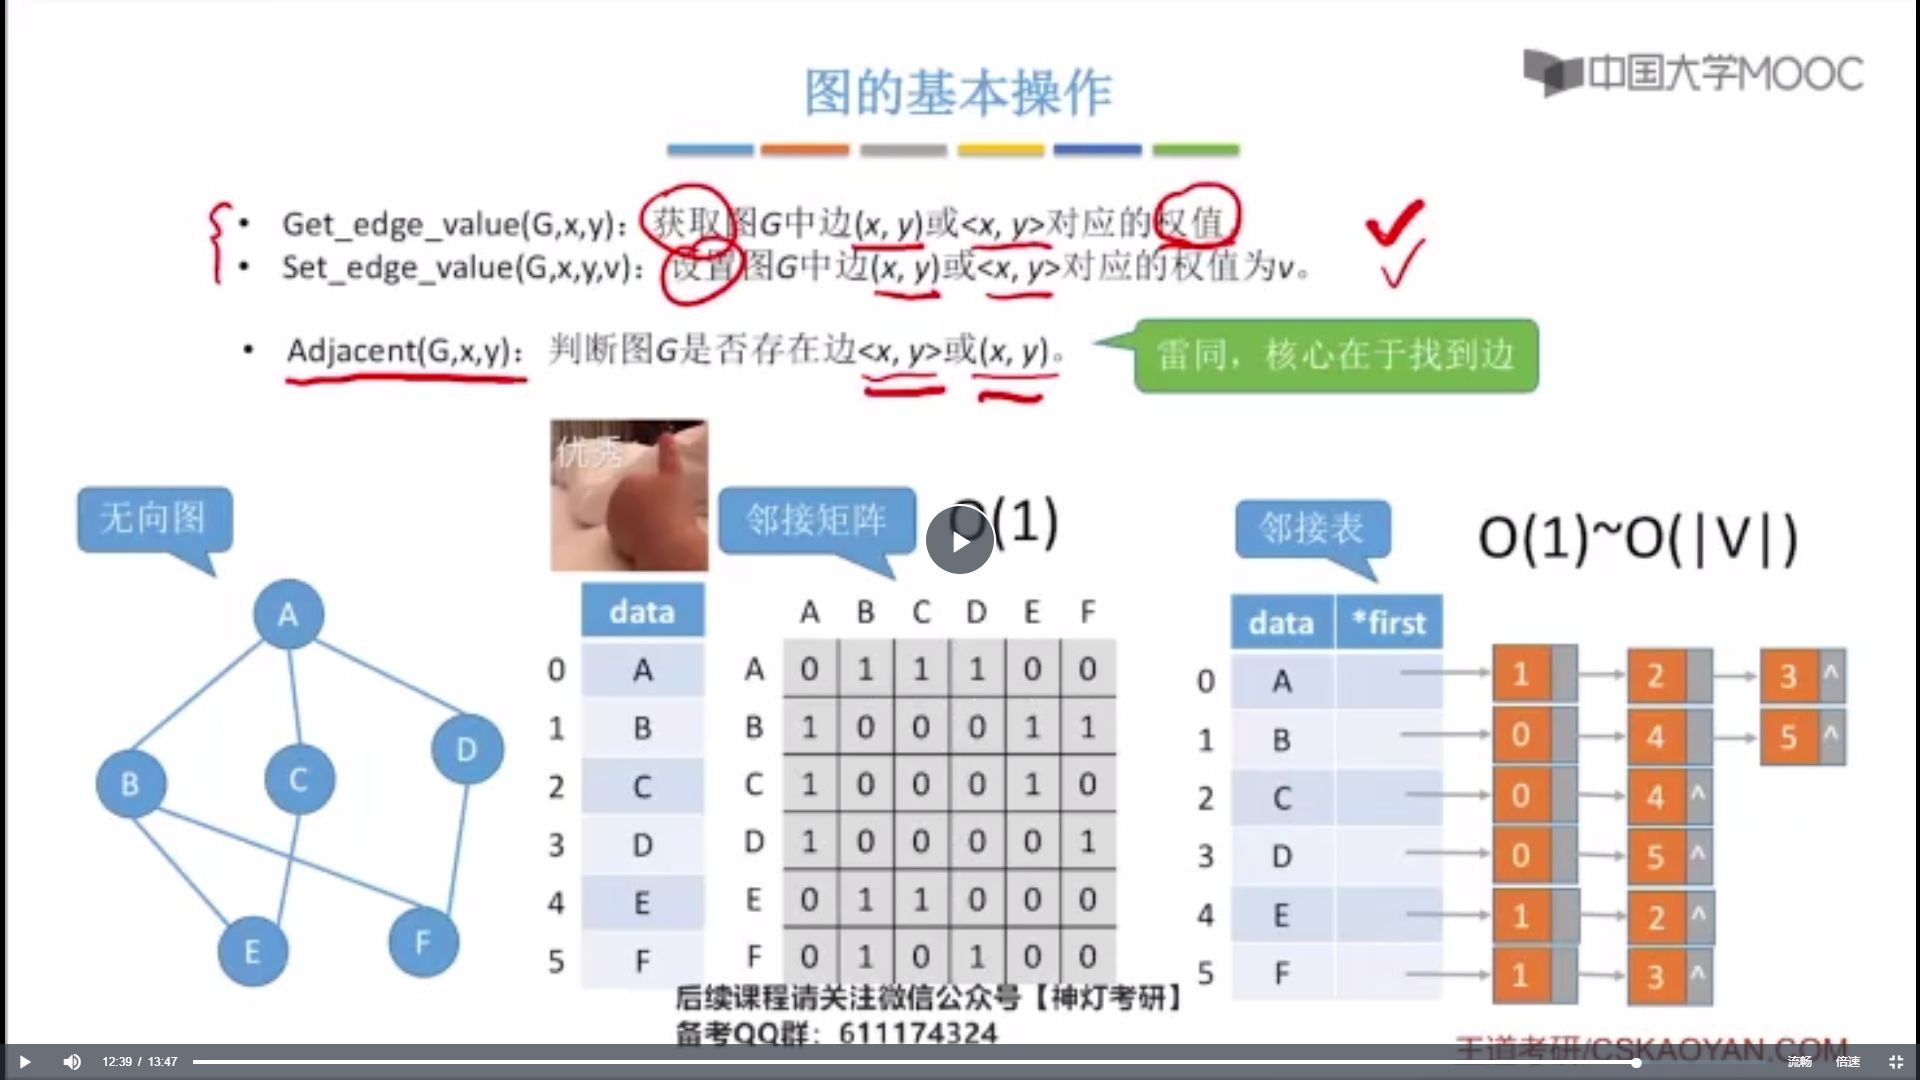 图的基本操作
中国大学MOOC
• Get_edge_value(G,x,y)：获取图G中边(x, y)或<x, y>对应的权值
• Set_edge_value(G,x,y,v)：设置图G中边(x, y)或<x, y>对应的权值为v。
• Adjacent(G,x,y)：判断图G是否存在边<x, y>或(x, y)。
雷同，核心在于找到边
优秀
无向图
邻接矩阵
O(1)
邻接表
O(1)~O(|V|)
A
B
C
D
E
F
data
0 A
1 B
2 C
3 D
4 E
5 F
A B C D E F
A 0 1 1 1 0 0
B 1 0 0 0 1 1
C 1 0 0 0 1 0
D 1 0 0 0 0 1
E 0 1 1 0 0 0
F 0 1 0 1 0 0
data *first
0 A 1 2 3 ^
1 B 0 4 5 ^
2 C 0 4 ^
3 D 0 5 ^
4 E 1 2 ^
5 F 1 3 ^
后续课程请关注微信公众号【神灯考研】
备考QQ群：611174324
王道考研/CSKAOYAN.COM
12:39 / 13:47
流畅 倍速